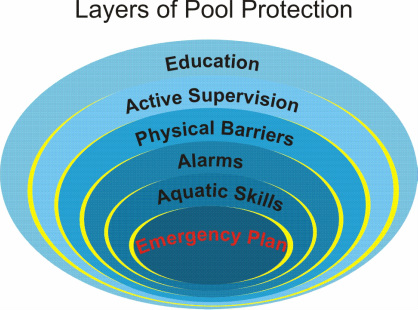 Layers of Pool Protection
Education
Active Supervision
Physical Barriers
Alarms
Aquatic Skills
Emergency Plan